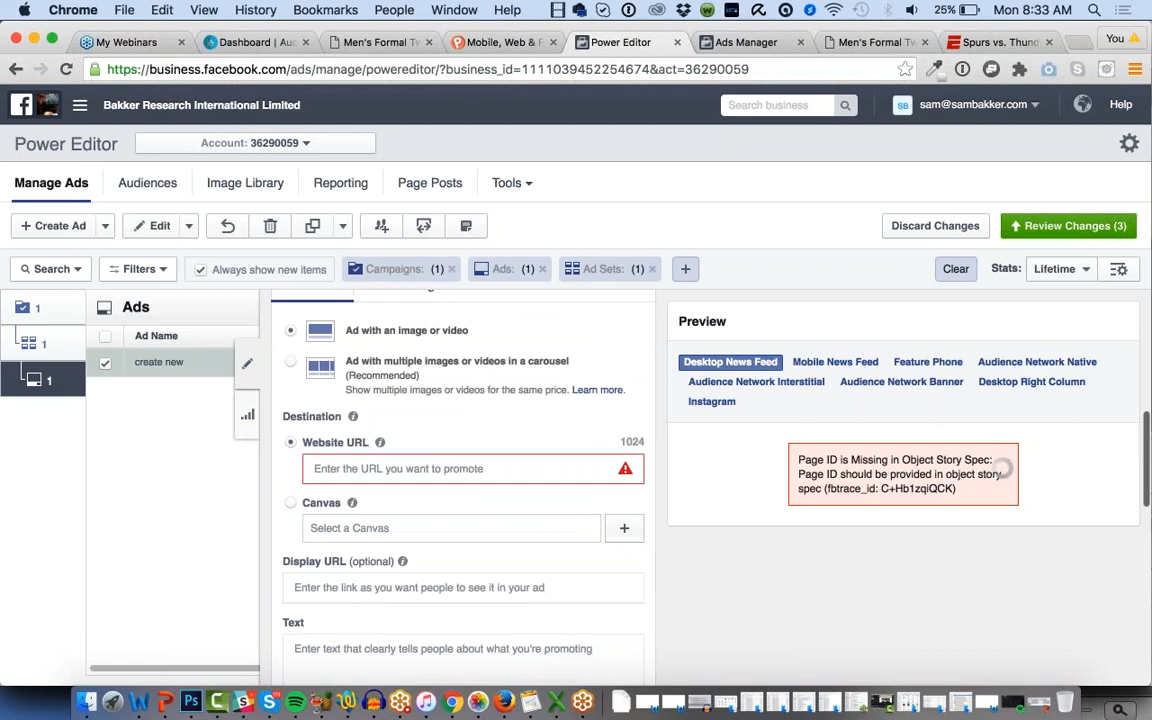 Chrome File Edit View History Bookmarks People Window Help 25% Mon 8:33 AM
My Webinars Dashboard | Au Men's Formal Tw Mobile, Web & F Power Editor Ads Manager Men's Formal Tw Spurs vs. Thund You
https://business.facebook.com/ads/manage/powereditor/?business_id=1111039452254674&act=36290059
Bakker Research International Limited Search business SB sam@sambakker.com Help
Power Editor Account: 36290059
Manage Ads Audiences Image Library Reporting Page Posts Tools
+ Create Ad Edit Discard Changes Review Changes (3)
Search Filters Always show new items Campaigns: (1) Ads: (1) Ad Sets: (1) + Clear Stats: Lifetime
1 Ads
Ad Name
1
create new
1
Ad with an image or video
Ad with multiple images or videos in a carousel
(Recommended)
Show multiple images or videos for the same price. Learn more.
Destination
Website URL 1024
Enter the URL you want to promote
Canvas
Select a Canvas +
Display URL (optional)
Enter the link as you want people to see it in your ad
Text
Enter text that clearly tells people about what you're promoting
Preview
Desktop News Feed Mobile News Feed Feature Phone Audience Network Native
Audience Network Interstitial Audience Network Banner Desktop Right Column
Instagram
Page ID is Missing in Object Story Spec:
Page ID should be provided in object story
spec (fbtrace_id: C+Hb1zqiQCK)